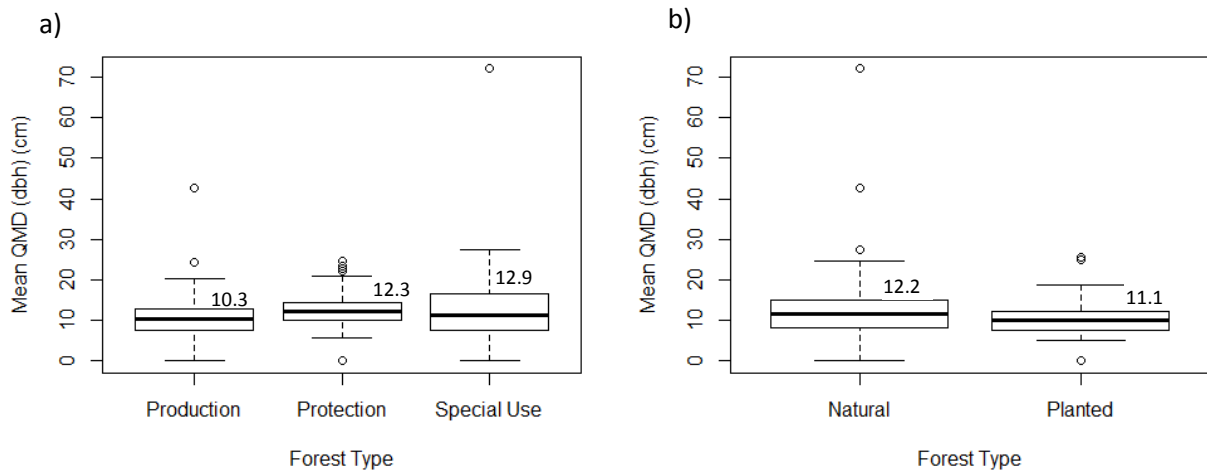 a)
Mean QMD (dbh) (cm)
70
60
50
40
30
20
10
0
10.3
12.3
12.9
Production Protection Special Use
Forest Type
b)
Mean QMD (dbh) (cm)
70
60
50
40
30
20
10
0
12.2
11.1
Natural Planted
Forest Type